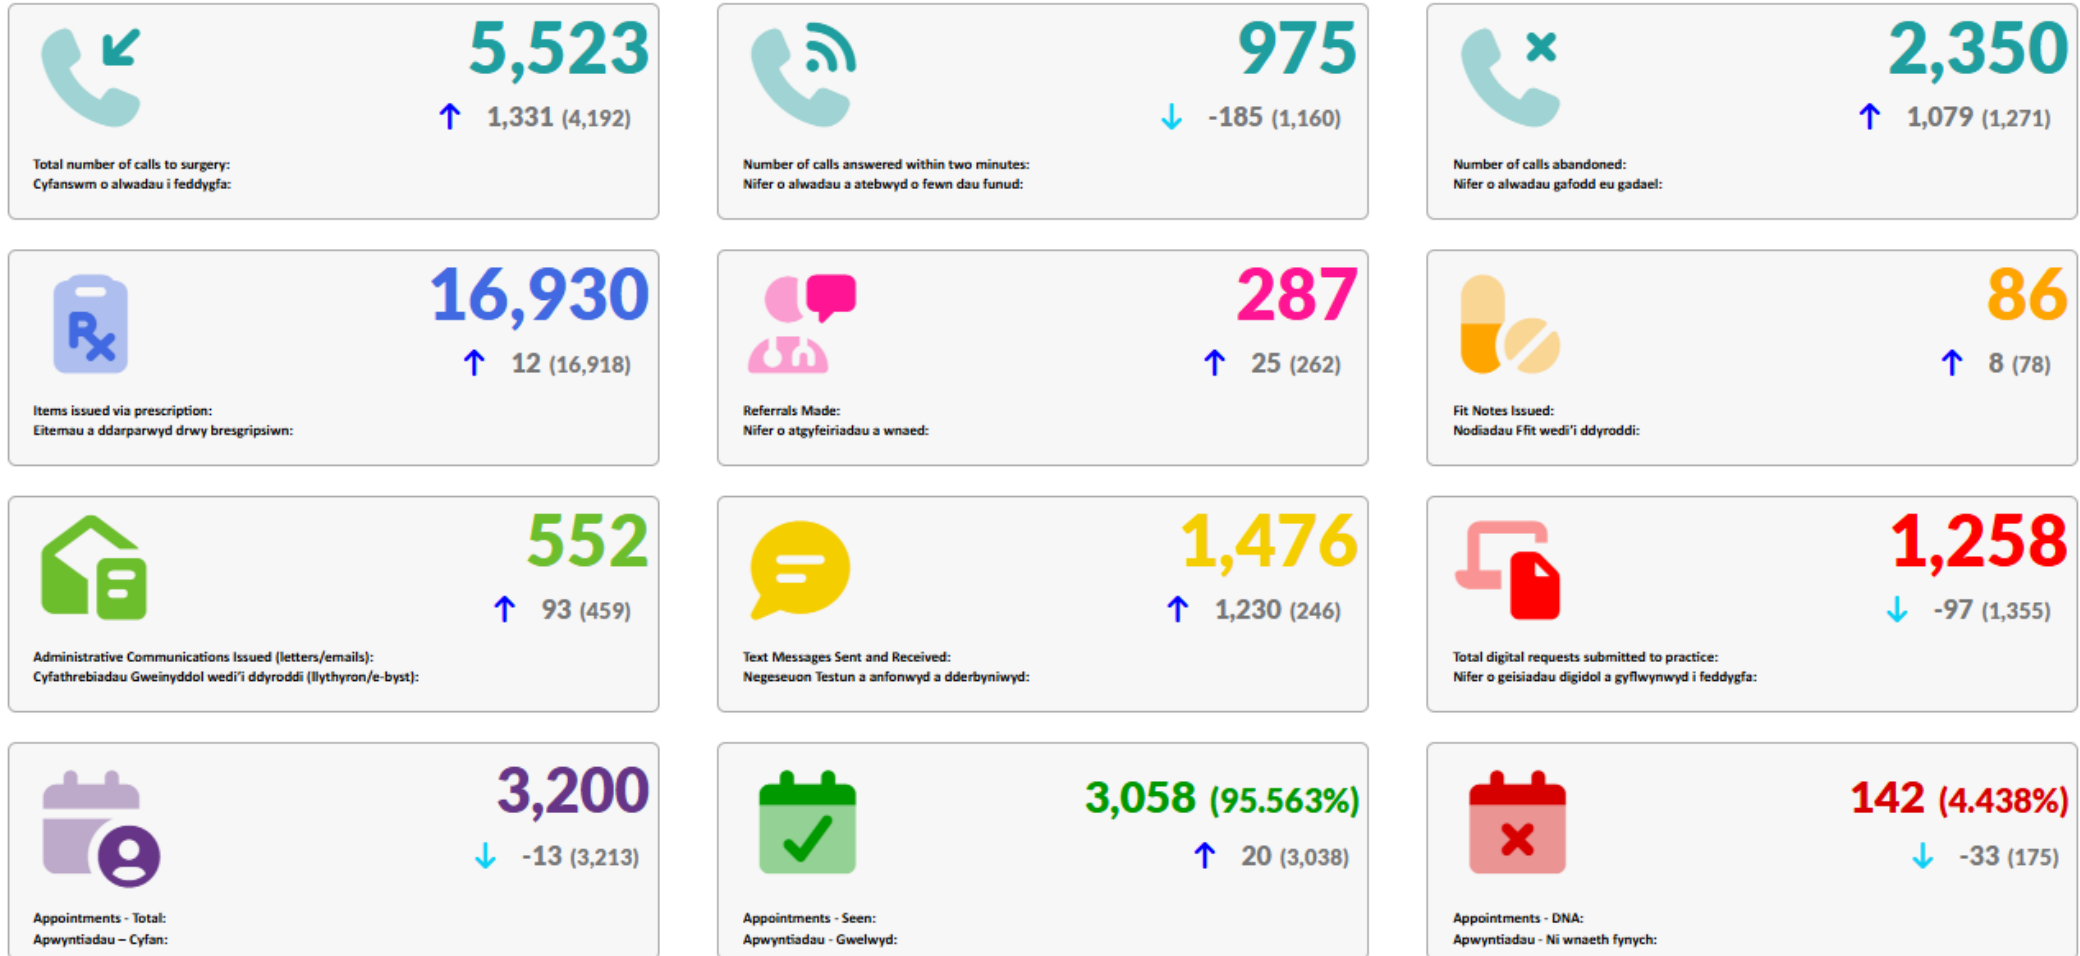 5,523
↑ 1,331 (4,192)
Total number of calls to surgery:
Cyfanswm o alwadau i feddygfa:
975
↓ -185 (1,160)
Number of calls answered within two minutes:
Nifer o alwadau a atebwyd o fewn dau funud:
2,350
↑ 1,079 (1,271)
Number of calls abandoned:
Nifer o alwadau gafodd eu gadael:
Rx
16,930
↑ 12 (16,918)
Items issued via prescription:
Eitemau a ddarparwyd drwy bresgripsiwn:
287
↑ 25 (262)
Referrals Made:
Nifer o atgyfeiriadau a wnaed:
86
↑ 8 (78)
Fit Notes Issued:
Nodiadau Ffit wedi'i ddyroddi:
552
↑ 93 (459)
Administrative Communications Issued (letters/emails):
Cyfathrebiadau Gweinyddol wedi'i ddyroddi (llythyron/e-byst):
1,476
↑ 1,230 (246)
Text Messages Sent and Received:
Negeseuon Testun a anfonwyd a dderbyniwyd:
1,258
↓ -97 (1,355)
Total digital requests submitted to practice:
Nifer o geisiadau digidol a gyflwynwyd i feddygfa:
3,200
↓ -13 (3,213)
Appointments - Total:
Apwyntiadau – Cyfan:
3,058 (95.563%)
↑ 20 (3,038)
Appointments - Seen:
Apwyntiadau - Gwelwyd:
142 (4.438%)
↓ -33 (175)
Appointments - DNA:
Apwyntiadau - Ni wnaeth fynych: